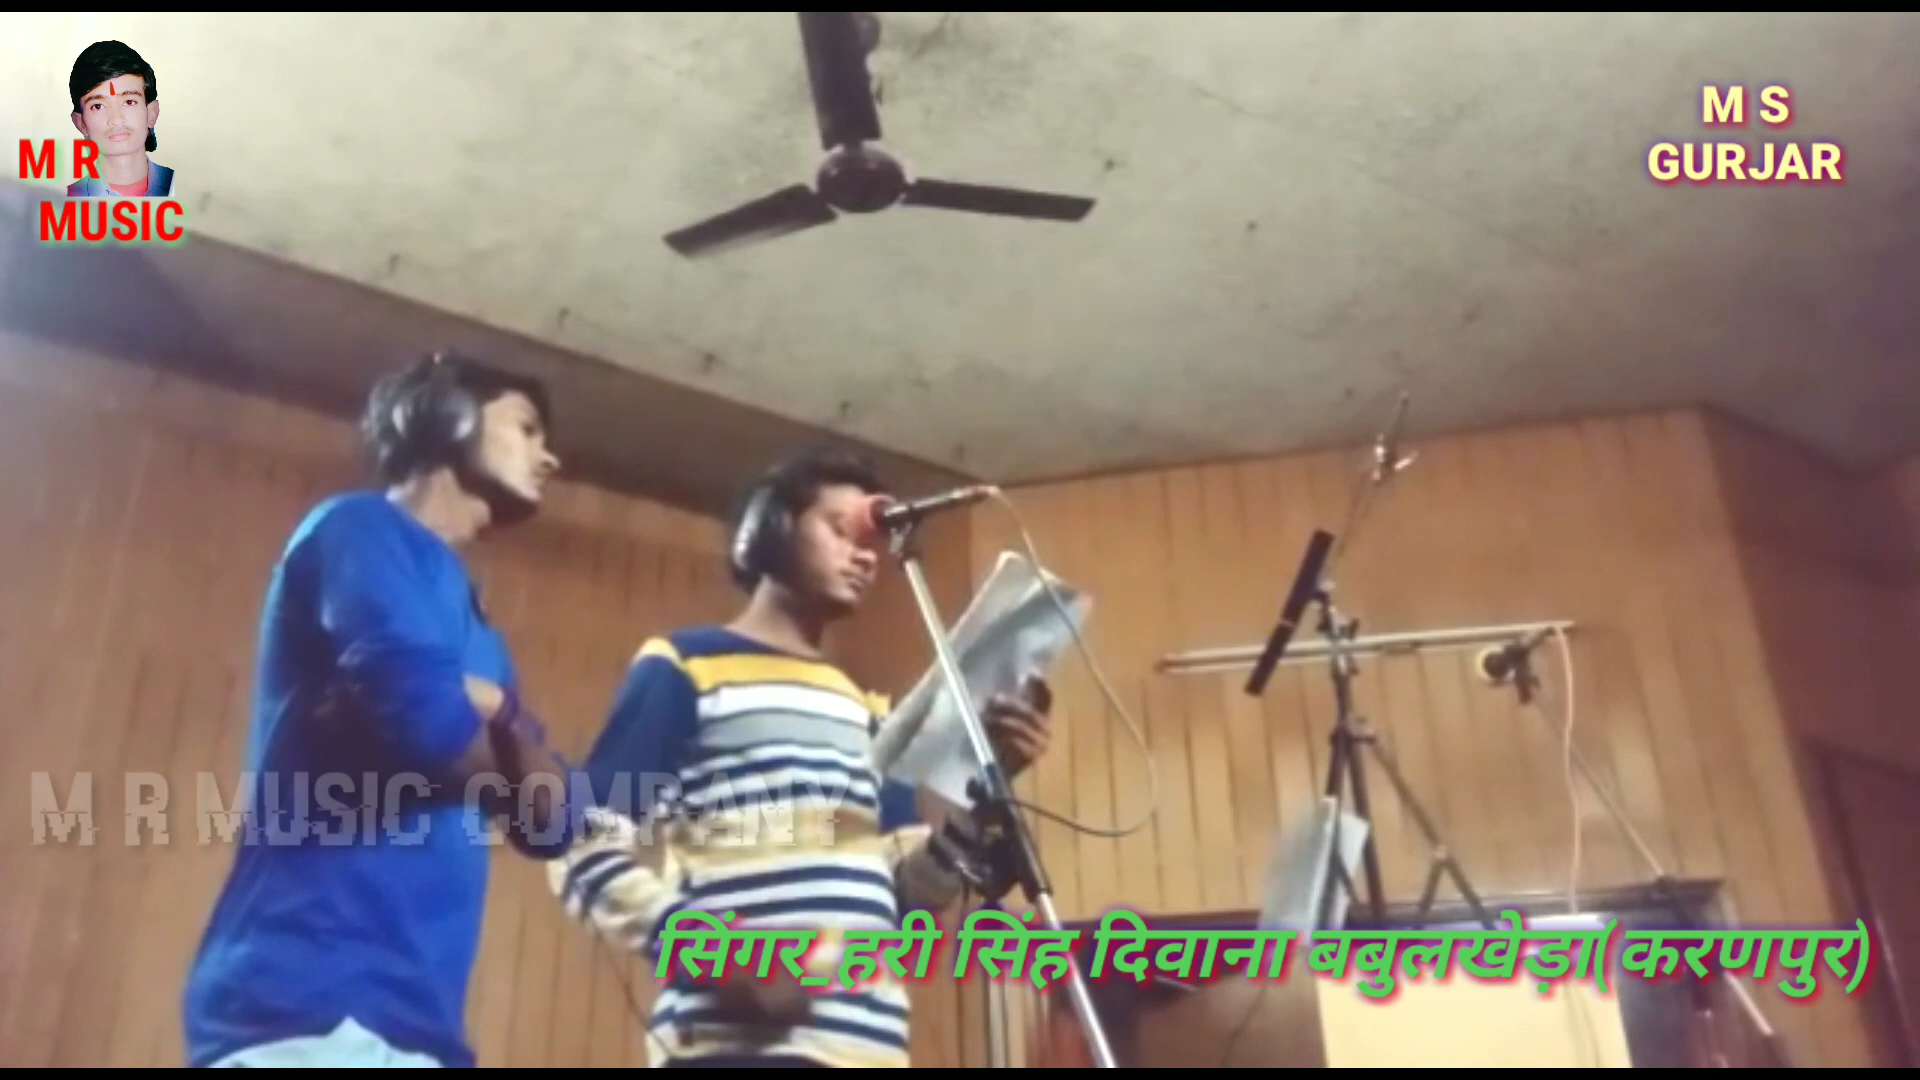 M R
MUSIC
M S
GURJAR
M R MUSIC COMPANY
सिंगर_हरी सिंह दिवाना बबुलखेड़ा(करणपुर)